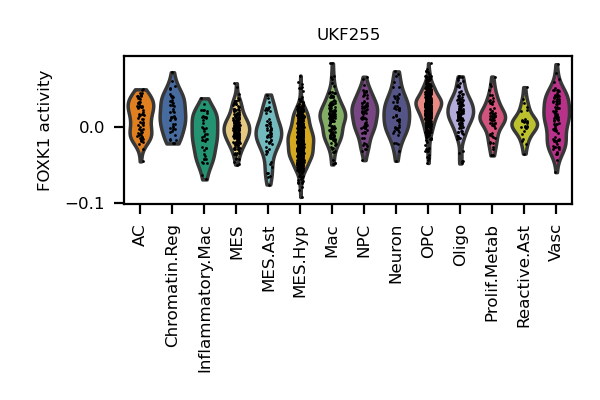 UKF255
FOXK1 activity
0.0
−0.1
AC
Chromatin.Reg
Inflammatory.Mac
MES
MES.Ast
MES.Hyp
Mac
NPC
Neuron
OPC
Oligo
Prolif.Metab
Reactive.Ast
Vasc